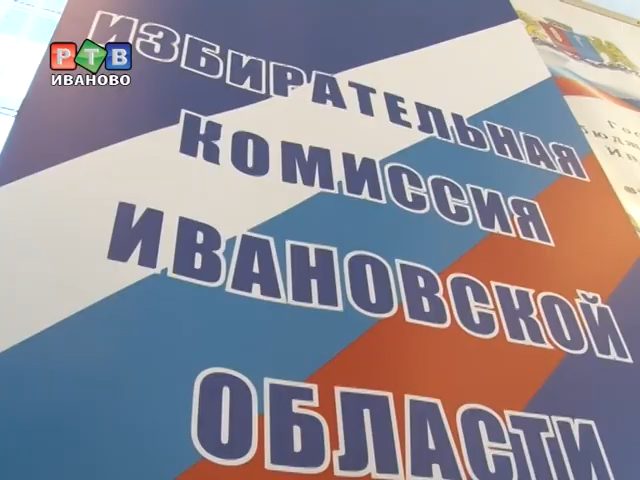 РТВ
ИВАНОВО
ИЗБИРАТЕЛЬНАЯ
КОМИССИЯ
ИВАНОВСКОЙ
ОБЛАСТИ